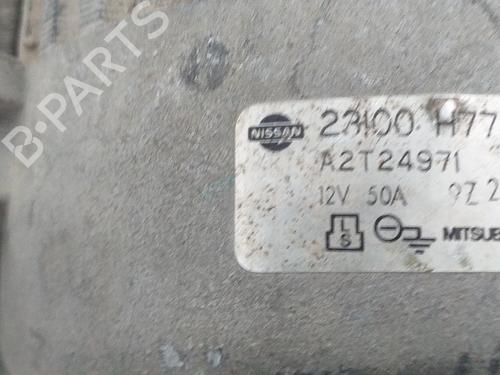 NISSAN 23100 H77
A2T24971
12V 50A 9Z 2
L
S
MITSUB
B-PARTS